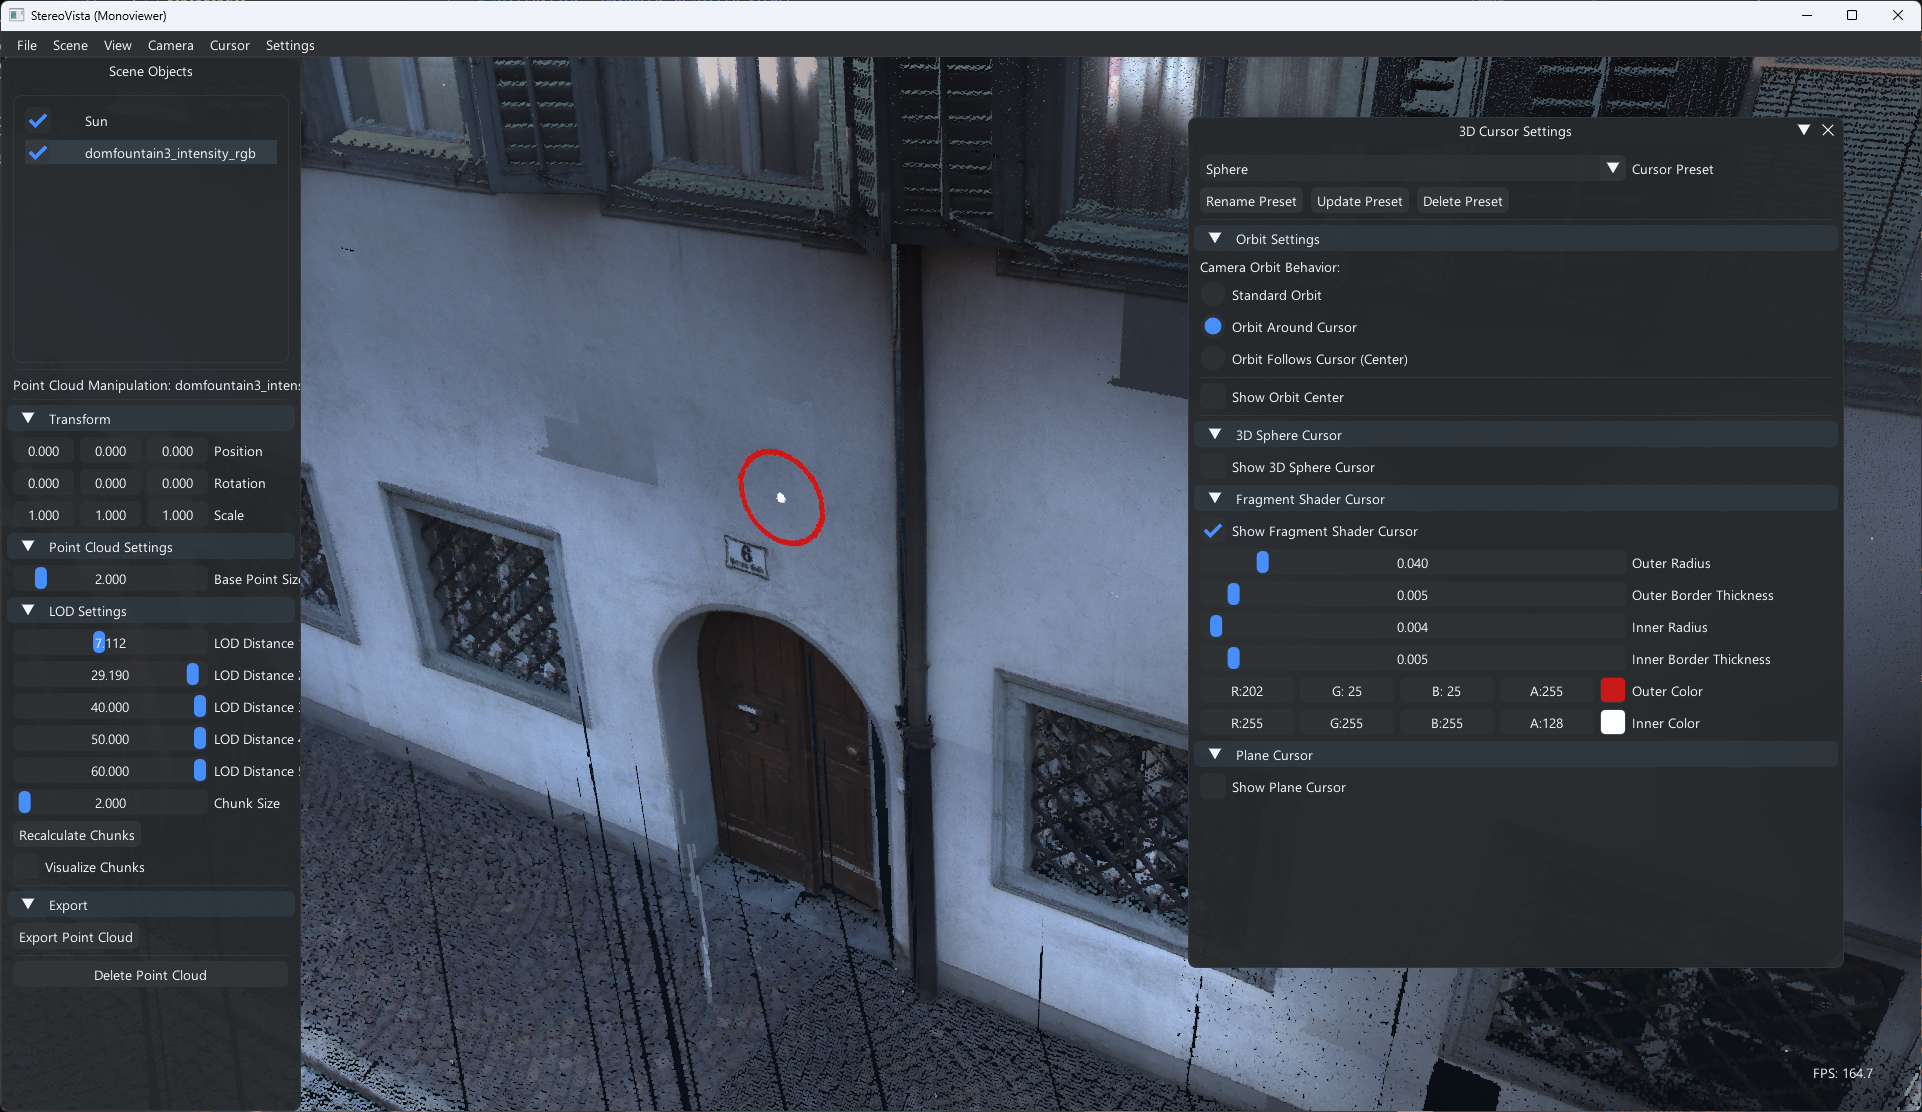 StereoVista (Monoviewer)
File Scene View Camera Cursor Settings
Scene Objects
Sun
domfountain3_intensity_rgb
Point Cloud Manipulation: domfountain3_intens
Transform
0.000 0.000 0.000 Position
0.000 0.000 0.000 Rotation
1.000 1.000 1.000 Scale
Point Cloud Settings
2.000 Base Point Siz
LOD Settings
7.112 LOD Distance
29.190 LOD Distance 2
40.000 LOD Distance 3
50.000 LOD Distance 4
60.000 LOD Distance 5
2.000 Chunk Size
Recalculate Chunks
Visualize Chunks
Export
Export Point Cloud
Delete Point Cloud
6
3D Cursor Settings
Sphere Cursor Preset
Rename Preset Update Preset Delete Preset
Orbit Settings
Camera Orbit Behavior:
Standard Orbit
Orbit Around Cursor
Orbit Follows Cursor (Center)
Show Orbit Center
3D Sphere Cursor
Show 3D Sphere Cursor
Fragment Shader Cursor
Show Fragment Shader Cursor
0.040 Outer Radius
0.005 Outer Border Thickness
0.004 Inner Radius
0.005 Inner Border Thickness
R:202 G: 25 B: 25 A:255 Outer Color
R:255 G:255 B:255 A:128 Inner Color
Plane Cursor
Show Plane Cursor
FPS: 164.7